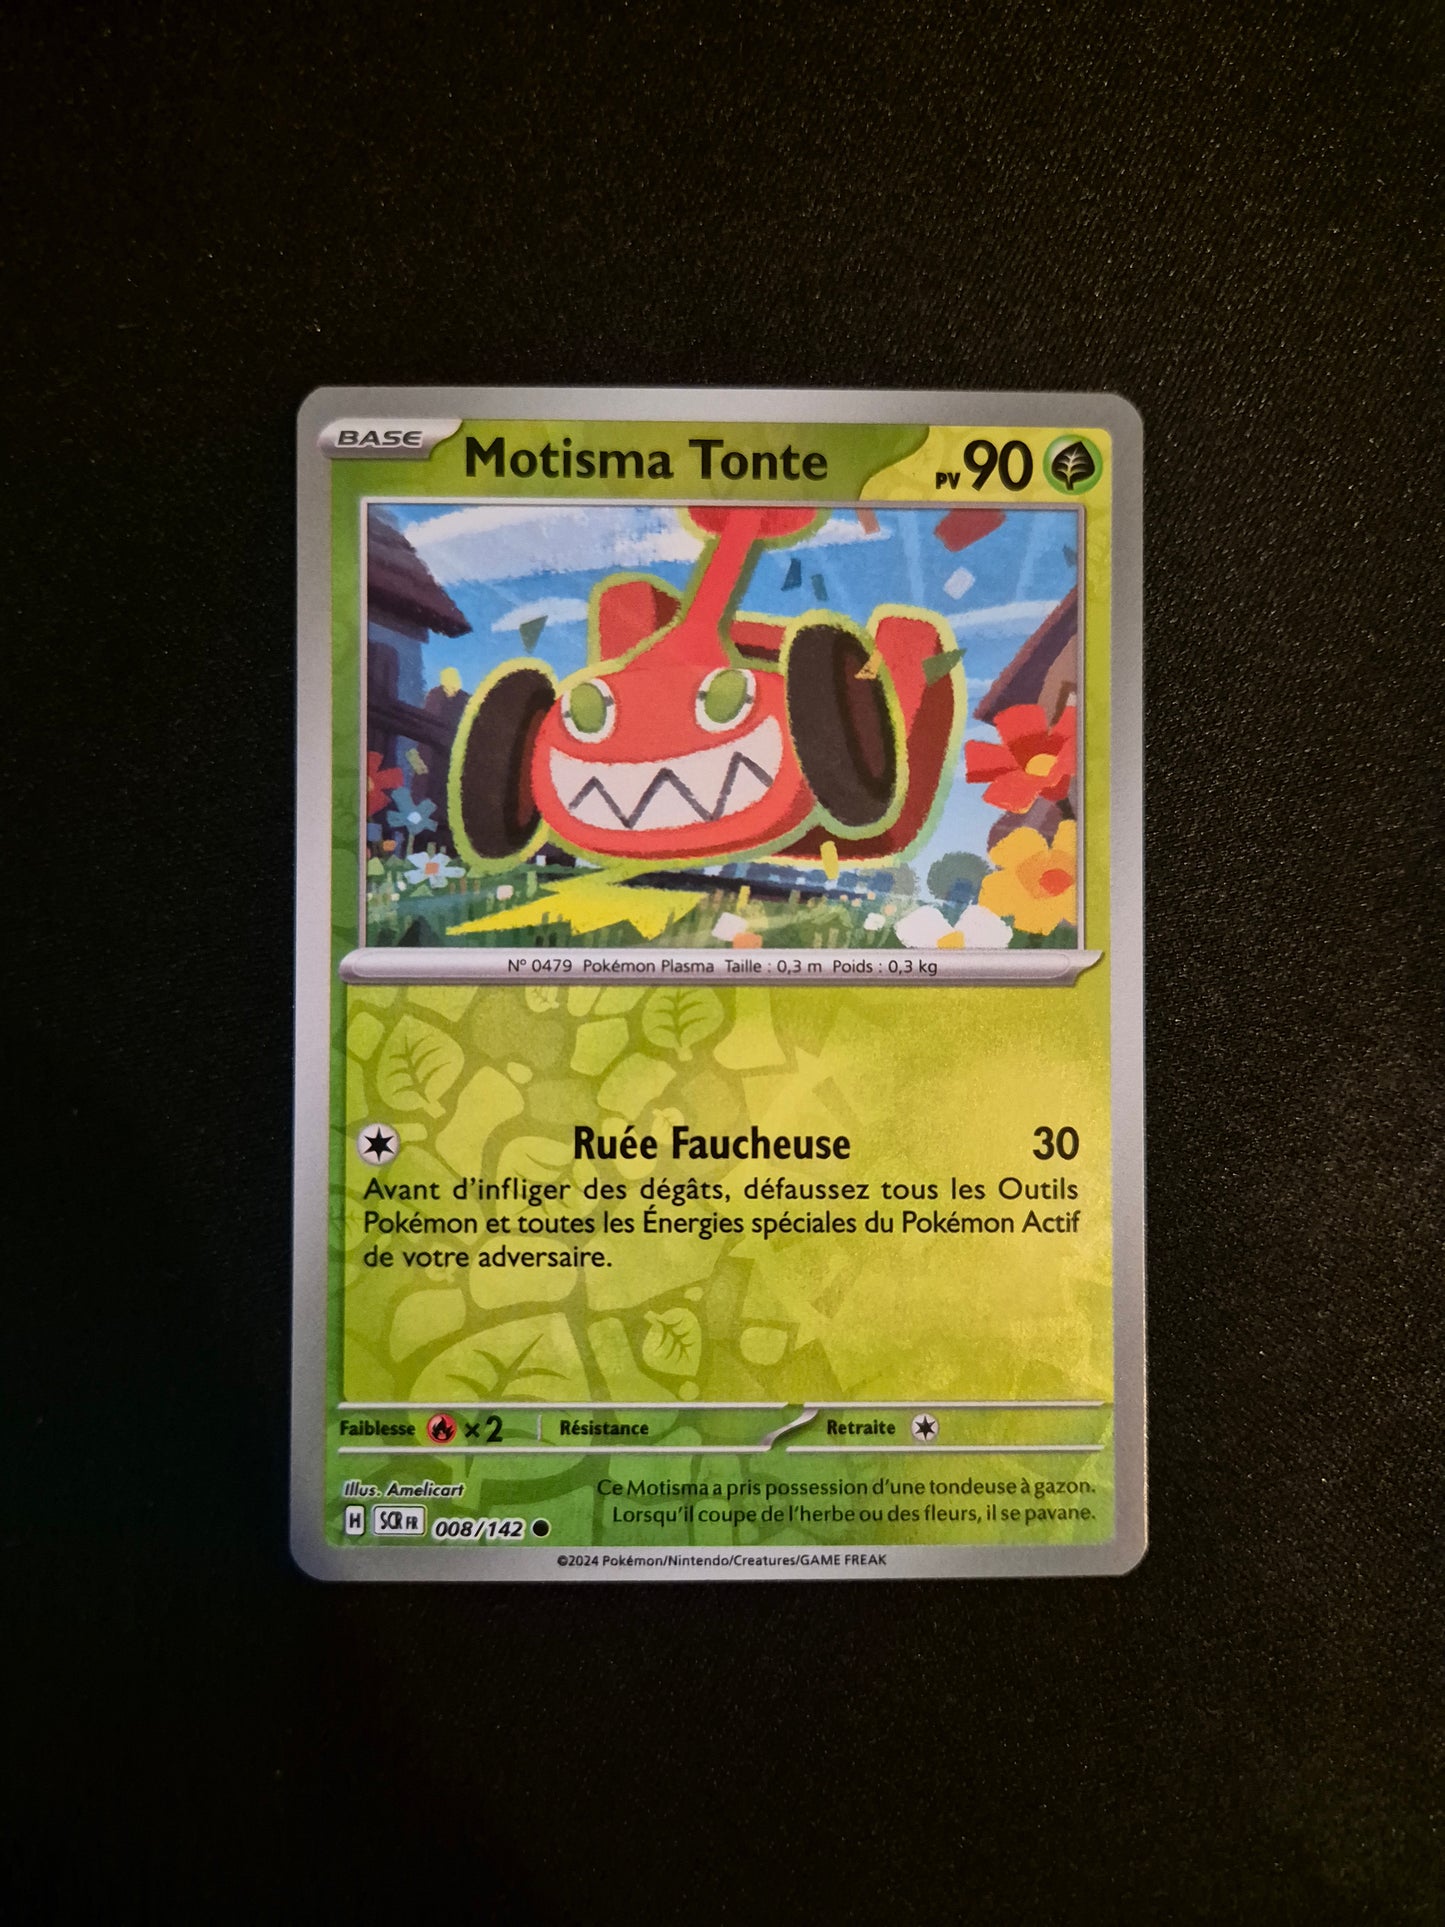 BASE
Motisma Tonte
PV 90
N° 0479 Pokémon Plasma Taille : 0,3 m Poids : 0,3 kg
Ruée Faucheuse 30
Avant d'infliger des dégâts, défaussez tous les Outils
Pokémon et toutes les Énergies spéciales du Pokémon Actif
de votre adversaire.
Faiblesse ×2 Résistance Retraite
Illus. Amelicart
Ce Motisma a pris possession d'une tondeuse à gazon.
Lorsqu'il coupe de l'herbe ou des fleurs, il se pavane.
H SCR FR 008/142
©2024 Pokémon/Nintendo/Creatures/GAME FREAK